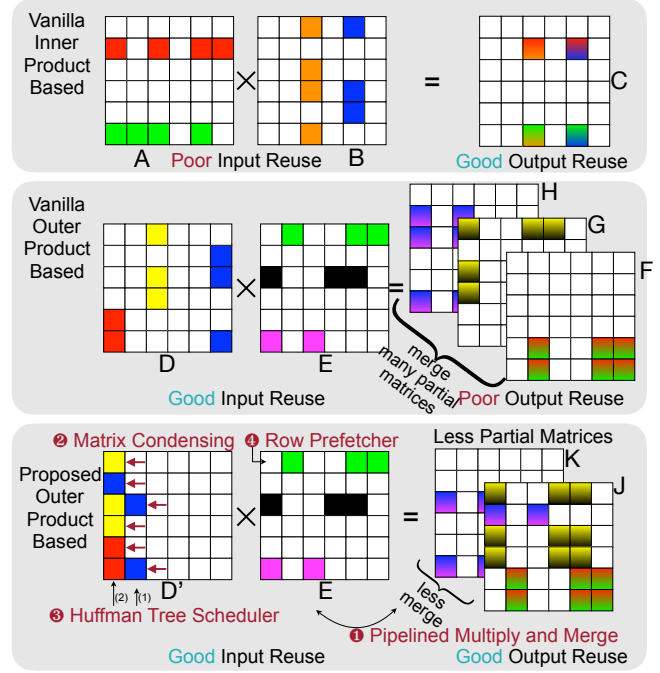 Vanilla
Inner
Product
Based
×
=
C
A
Poor Input Reuse
B
Good Output Reuse
Vanilla
Outer
Product
Based
×
=
H
G
F
D
E
merge
many partial
matrices
Good Input Reuse
Poor Output Reuse
❷ Matrix Condensing
❹ Row Prefetcher
Less Partial Matrices
Proposed
Outer
Product
Based
×
=
K
J
(2)
(1)
D'
E
less
merge
❸ Huffman Tree Scheduler
❶ Pipelined Multiply and Merge
Good Input Reuse
Good Output Reuse